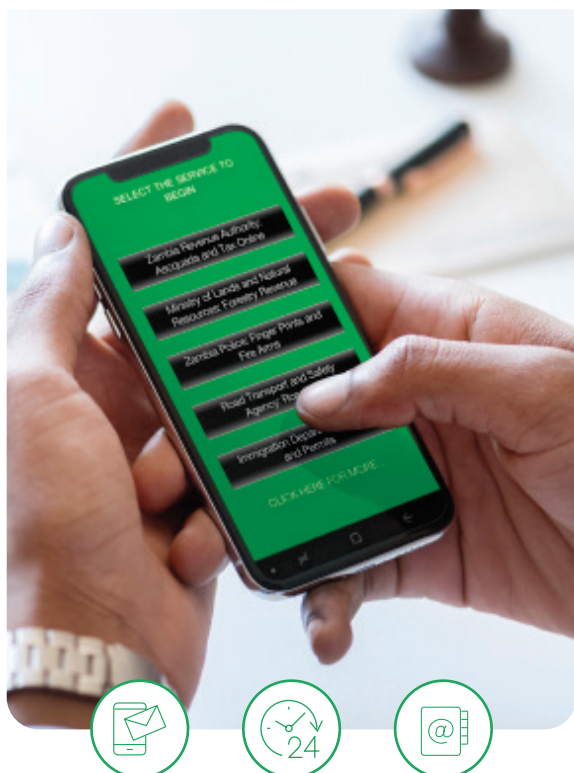 SELECT THE SERVICE TO
BEGIN
Zambia Revenue Authority:
Ascquada and Tax Online
Ministry of Lands and Natural
Resources: Forestry Revenue
Zambia Police: Finger Prints and
Fire Arms
Road Transport and Safety
Agency:
Immigration
and Permits
CLICK HERE FOR MORE...
24
@